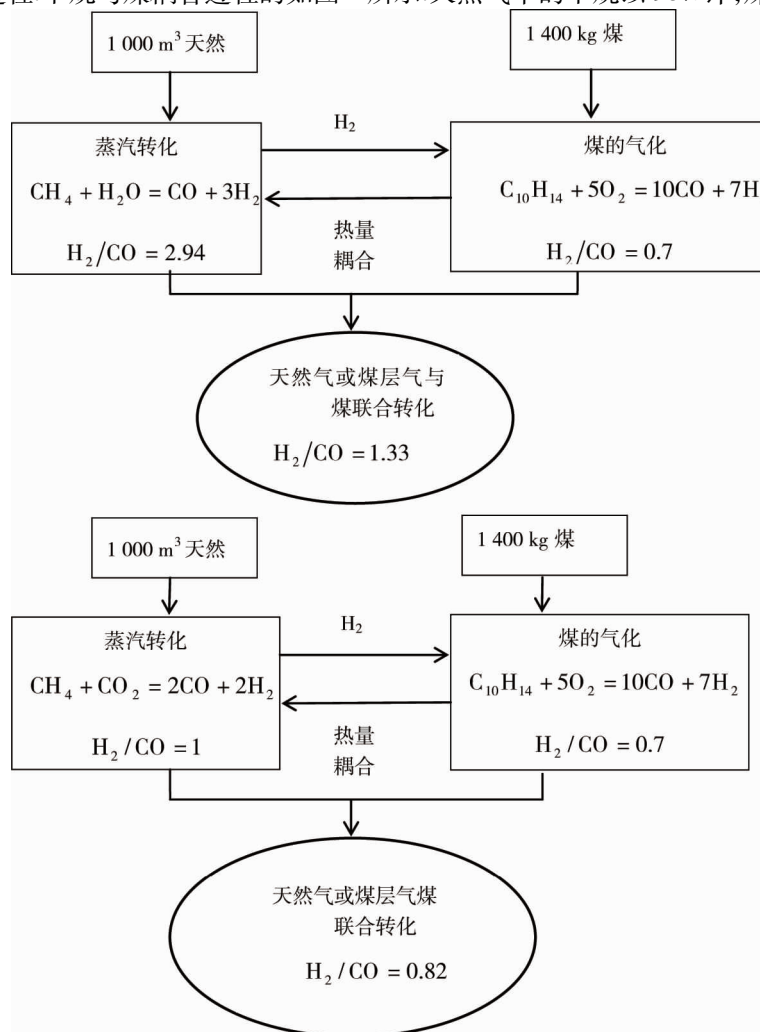 1 000 m³天然
1 400 kg 煤
H₂
蒸汽转化
CH₄ + H₂O = CO + 3H₂
H₂/CO = 2.94
煤的气化
C₁₀H₁₄ + 5O₂ = 10CO + 7H
H₂/CO = 0.7
热量
耦合
天然气或煤层气与
煤联合转化
H₂/CO = 1.33
1 000 m³天然
1 400 kg 煤
H₂
蒸汽转化
CH₄ + CO₂ = 2CO + 2H₂
H₂/CO = 1
煤的气化
C₁₀H₁₄ + 5O₂ = 10CO + 7H₂
H₂/CO = 0.7
热量
耦合
天然气或煤层气煤
联合转化
H₂/CO = 0.82